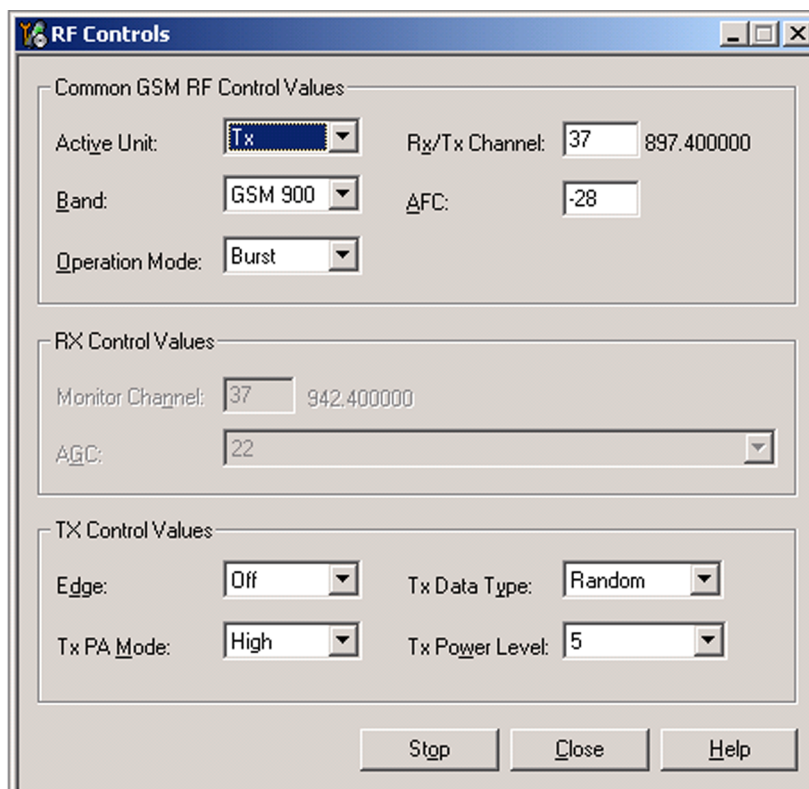 RF Controls
Common GSM RF Control Values
Active Unit: Tx Rx/Tx Channel: 37 897.400000
Band: GSM 900 AFC: -28
Operation Mode: Burst
RX Control Values
Monitor Channel: 37 942.400000
AGC: 22
TX Control Values
Edge: Off Tx Data Type: Random
Tx PA Mode: High Tx Power Level: 5
Stop Close Help